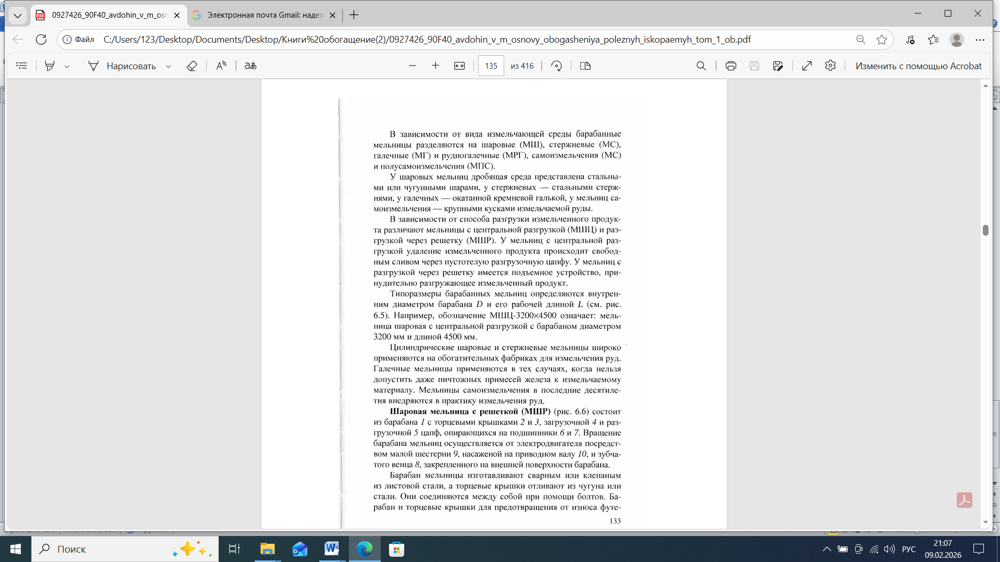 0927426_90F40_avdohin_v_m_osn
Электронная почта Gmail: надеж
Файл
C:/Users/123/Desktop/Documents/Desktop/Книги%20обогащение(2)/0927426_90F40_avdohin_v_m_osnovy_obogasheniya_poleznyh_iskopaemyh_tom_1_ob.pdf
Нарисовать
аあ
135 из 416
Изменить с помощью Acrobat
В зависимости от вида измельчающей среды барабанные
мельницы разделяются на шаровые (МШ), стержневые (МС),
галечные (МГ) и рудногалечные (МРГ), самоизмельчения (МС)
и полусамоизмельчения (МПС).
У шаровых мельниц дробящая среда представлена стальны-
ми или чугунными шарами, у стержневых — стальными стерж-
нями, у галечных — окатанной кремневой галькой, у мельниц са-
моизмельчения — крупными кусками измельчаемой руды.
В зависимости от способа разгрузки измельченного продук-
та различают мельницы с центральной разгрузкой (МШЦ) и раз-
грузкой через решетку (МШР). У мельниц с центральной раз-
грузкой удаление измельченного продукта происходит свобод-
ным сливом через пустотелую разгрузочную цапфу. У мельниц с
разгрузкой через решетку имеется подъемное устройство, при-
нудительно разгружающее измельченный продукт.
Типоразмеры барабанных мельниц определяются внутрен-
ним диаметром барабана D и его рабочей длиной L (см. рис.
6.5). Например, обозначение МШЦ-3200×4500 означает: мель-
ница шаровая с центральной разгрузкой с барабаном диаметром
3200 мм и длиной 4500 мм.
Цилиндрические шаровые и стержневые мельницы широко
применяются на обогатительных фабриках для измельчения руд.
Галечные мельницы применяются в тех случаях, когда нельзя
допустить даже ничтожных примесей железа к измельчаемому
материалу. Мельницы самоизмельчения в последние десятиле-
тия внедряются в практику измельчения руд.
Шаровая мельница с решеткой (МШР) (рис. 6.6) состоит
из барабана 1 с торцевыми крышками 2 и 3, загрузочной 4 и раз-
грузочной 5 цапф, опирающихся на подшипники 6 и 7. Вращение
барабана мельниц осуществляется от электродвигателя посредст-
вом малой шестерни 9, насаженой на приводном валу 10, и зубча-
того венца 8, закрепленного на внешней поверхности барабана.
Барабан мельницы изготавливают сварным или клепаным
из листовой стали, а торцевые крышки отливают из чугуна или
стали. Они соединяются между собой при помощи болтов. Ба-
рабан и торцевые крышки для предотвращения от износа футе-
133
Поиск
РУС
21:07
09.02.2026